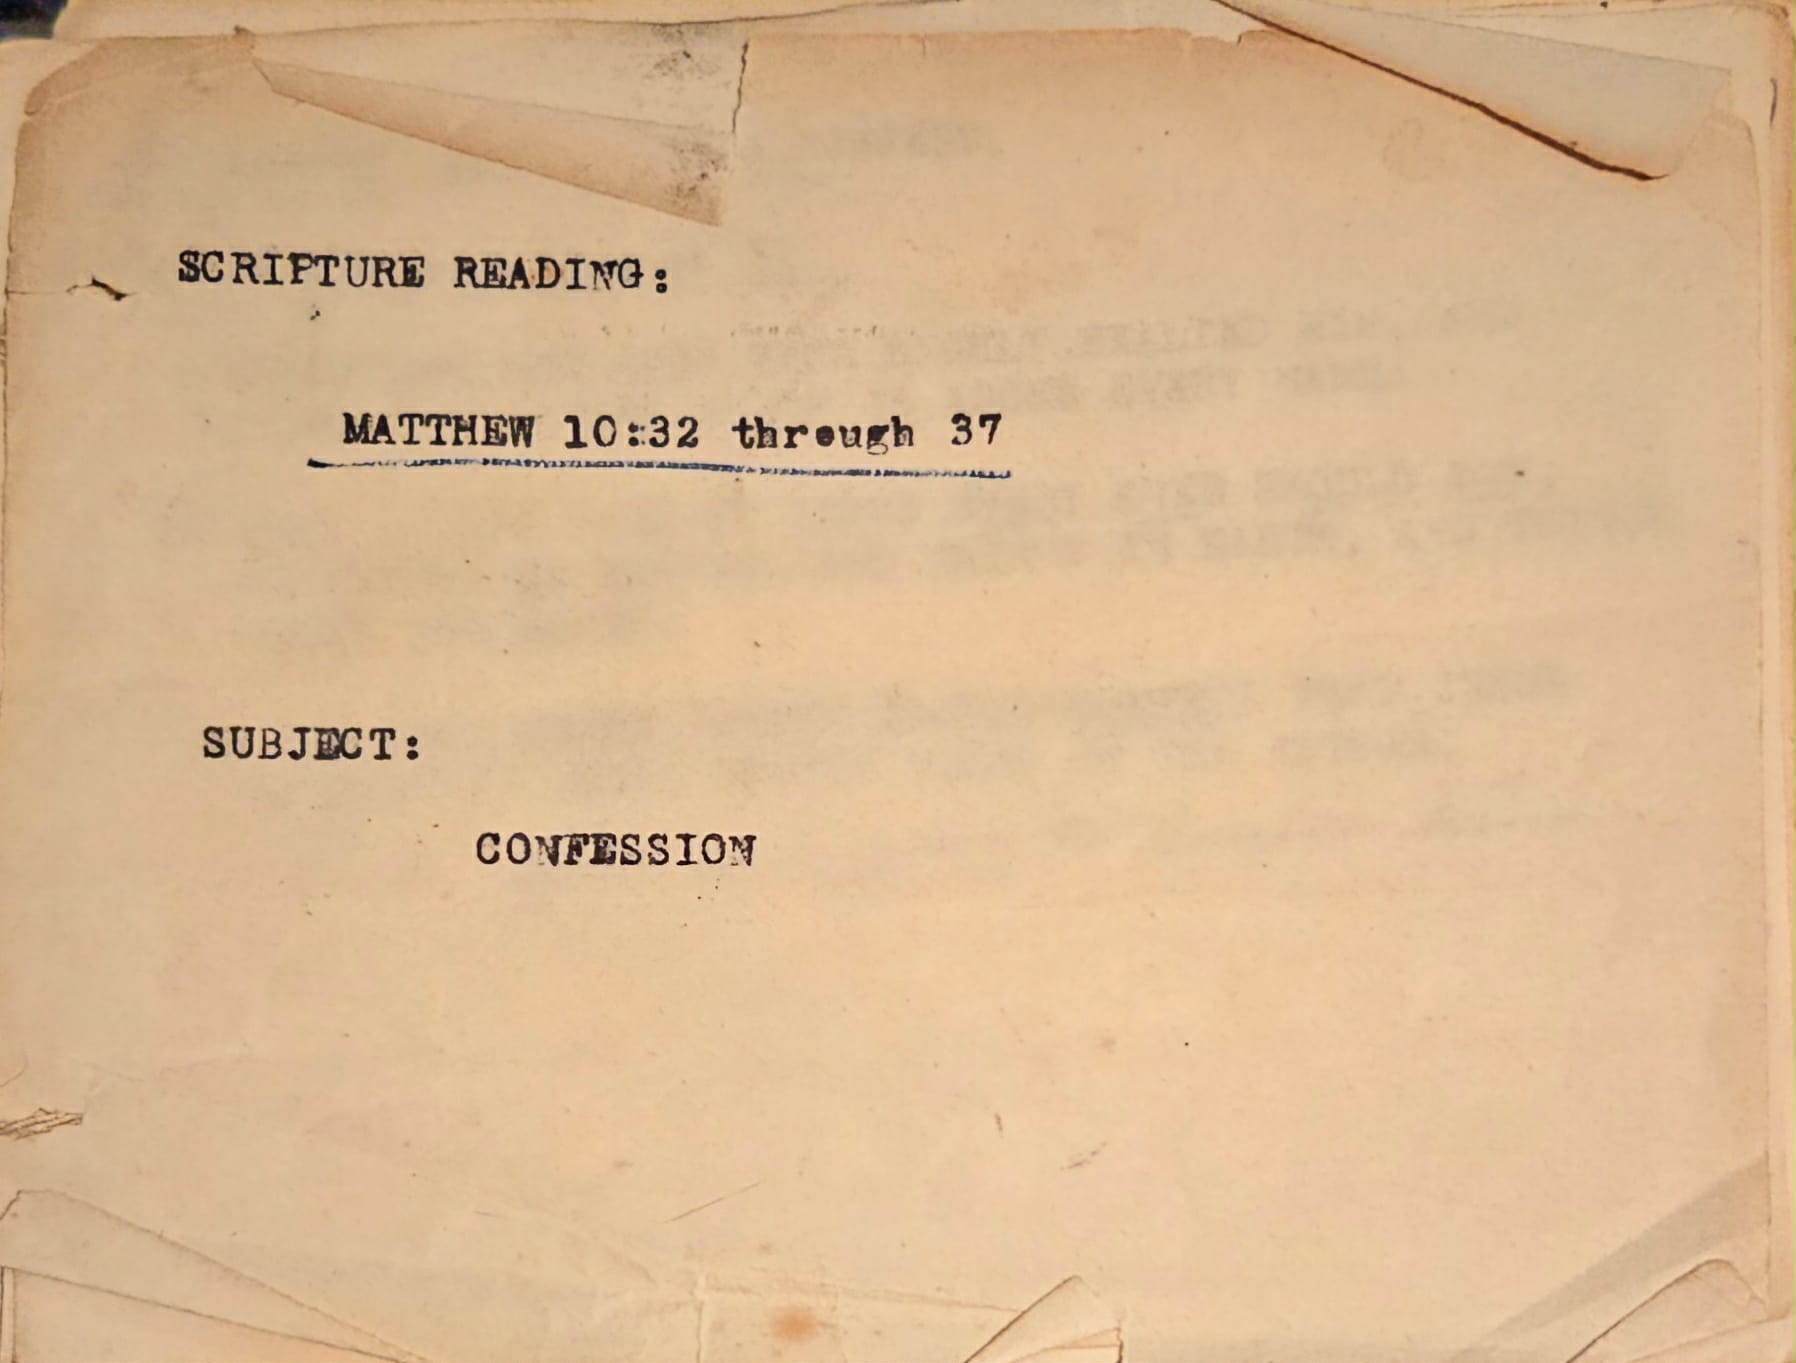 SCRIPTURE READING:
MATTHEW 10:32 through 37
SUBJECT:
CONFESSION